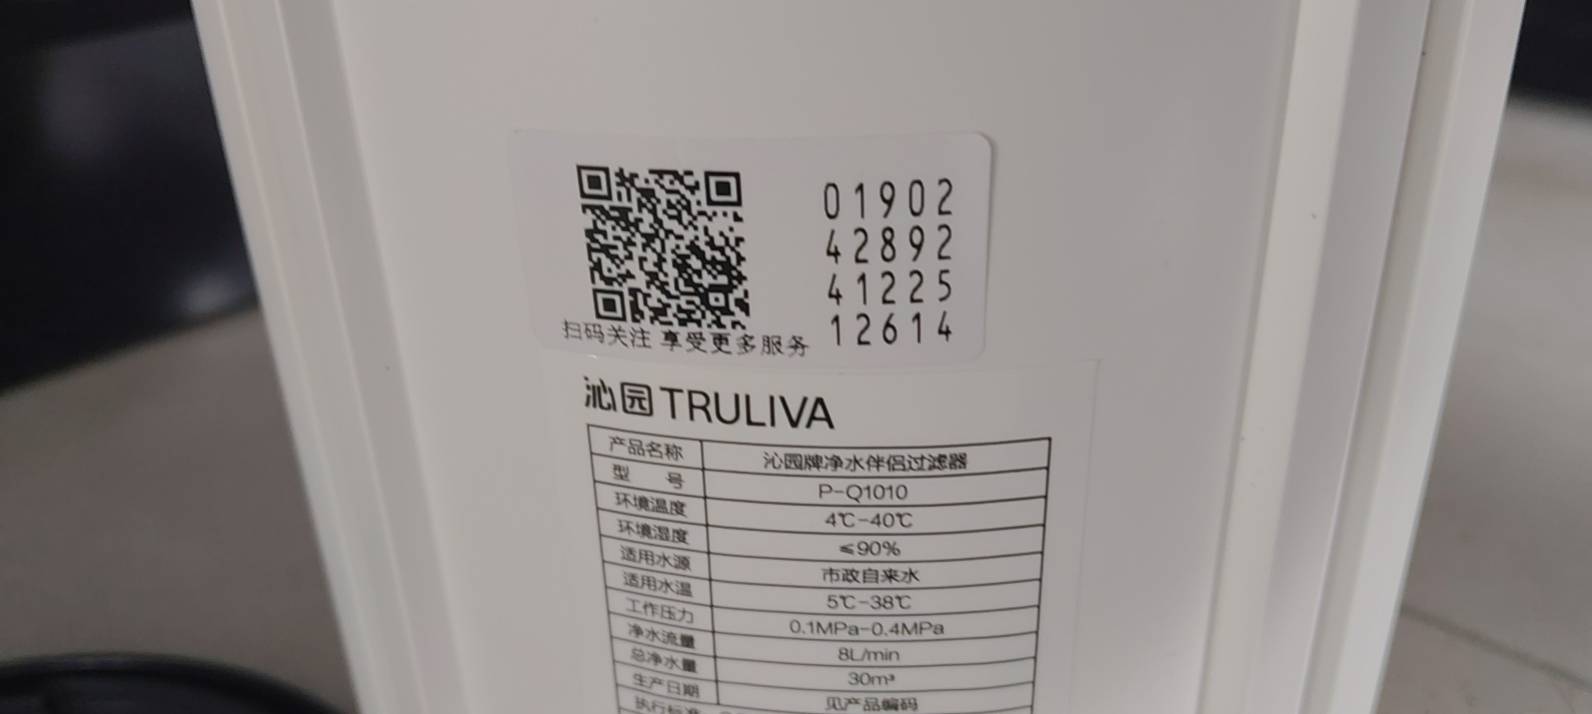 01902
42892
41225
12614
扫码关注 享受更多服务
沁园 TRULIVA
产品名称 沁园牌净水伴侣过滤器
型 号 P-Q1010
环境温度 4℃-40℃
环境湿度 ≤90%
适用水源 市政自来水
适用水温 5℃-38℃
工作压力 0.1MPa-0.4MPa
净水流量 8L/min
总净水量 30m³
生产日期 见产品编码
执行标准